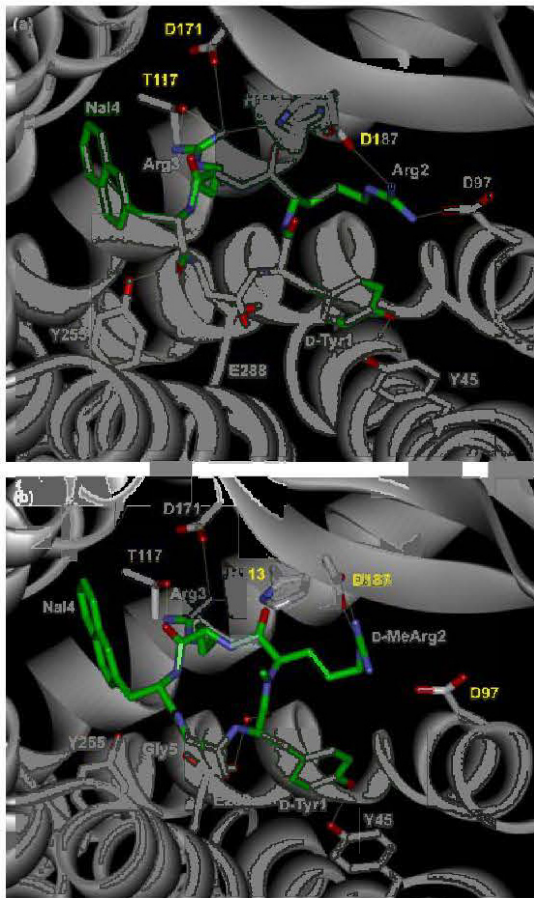 (a)
D171
T117
Nal4
H
D187
Arg3
Arg2
D97
Y255
D-Tyr1
E288
Y45
(b)
D171
T117
H 13
D187
Nal4
Arg3
D-MeArg2
D97
Y255
Gly5
D-Tyr1
Y45